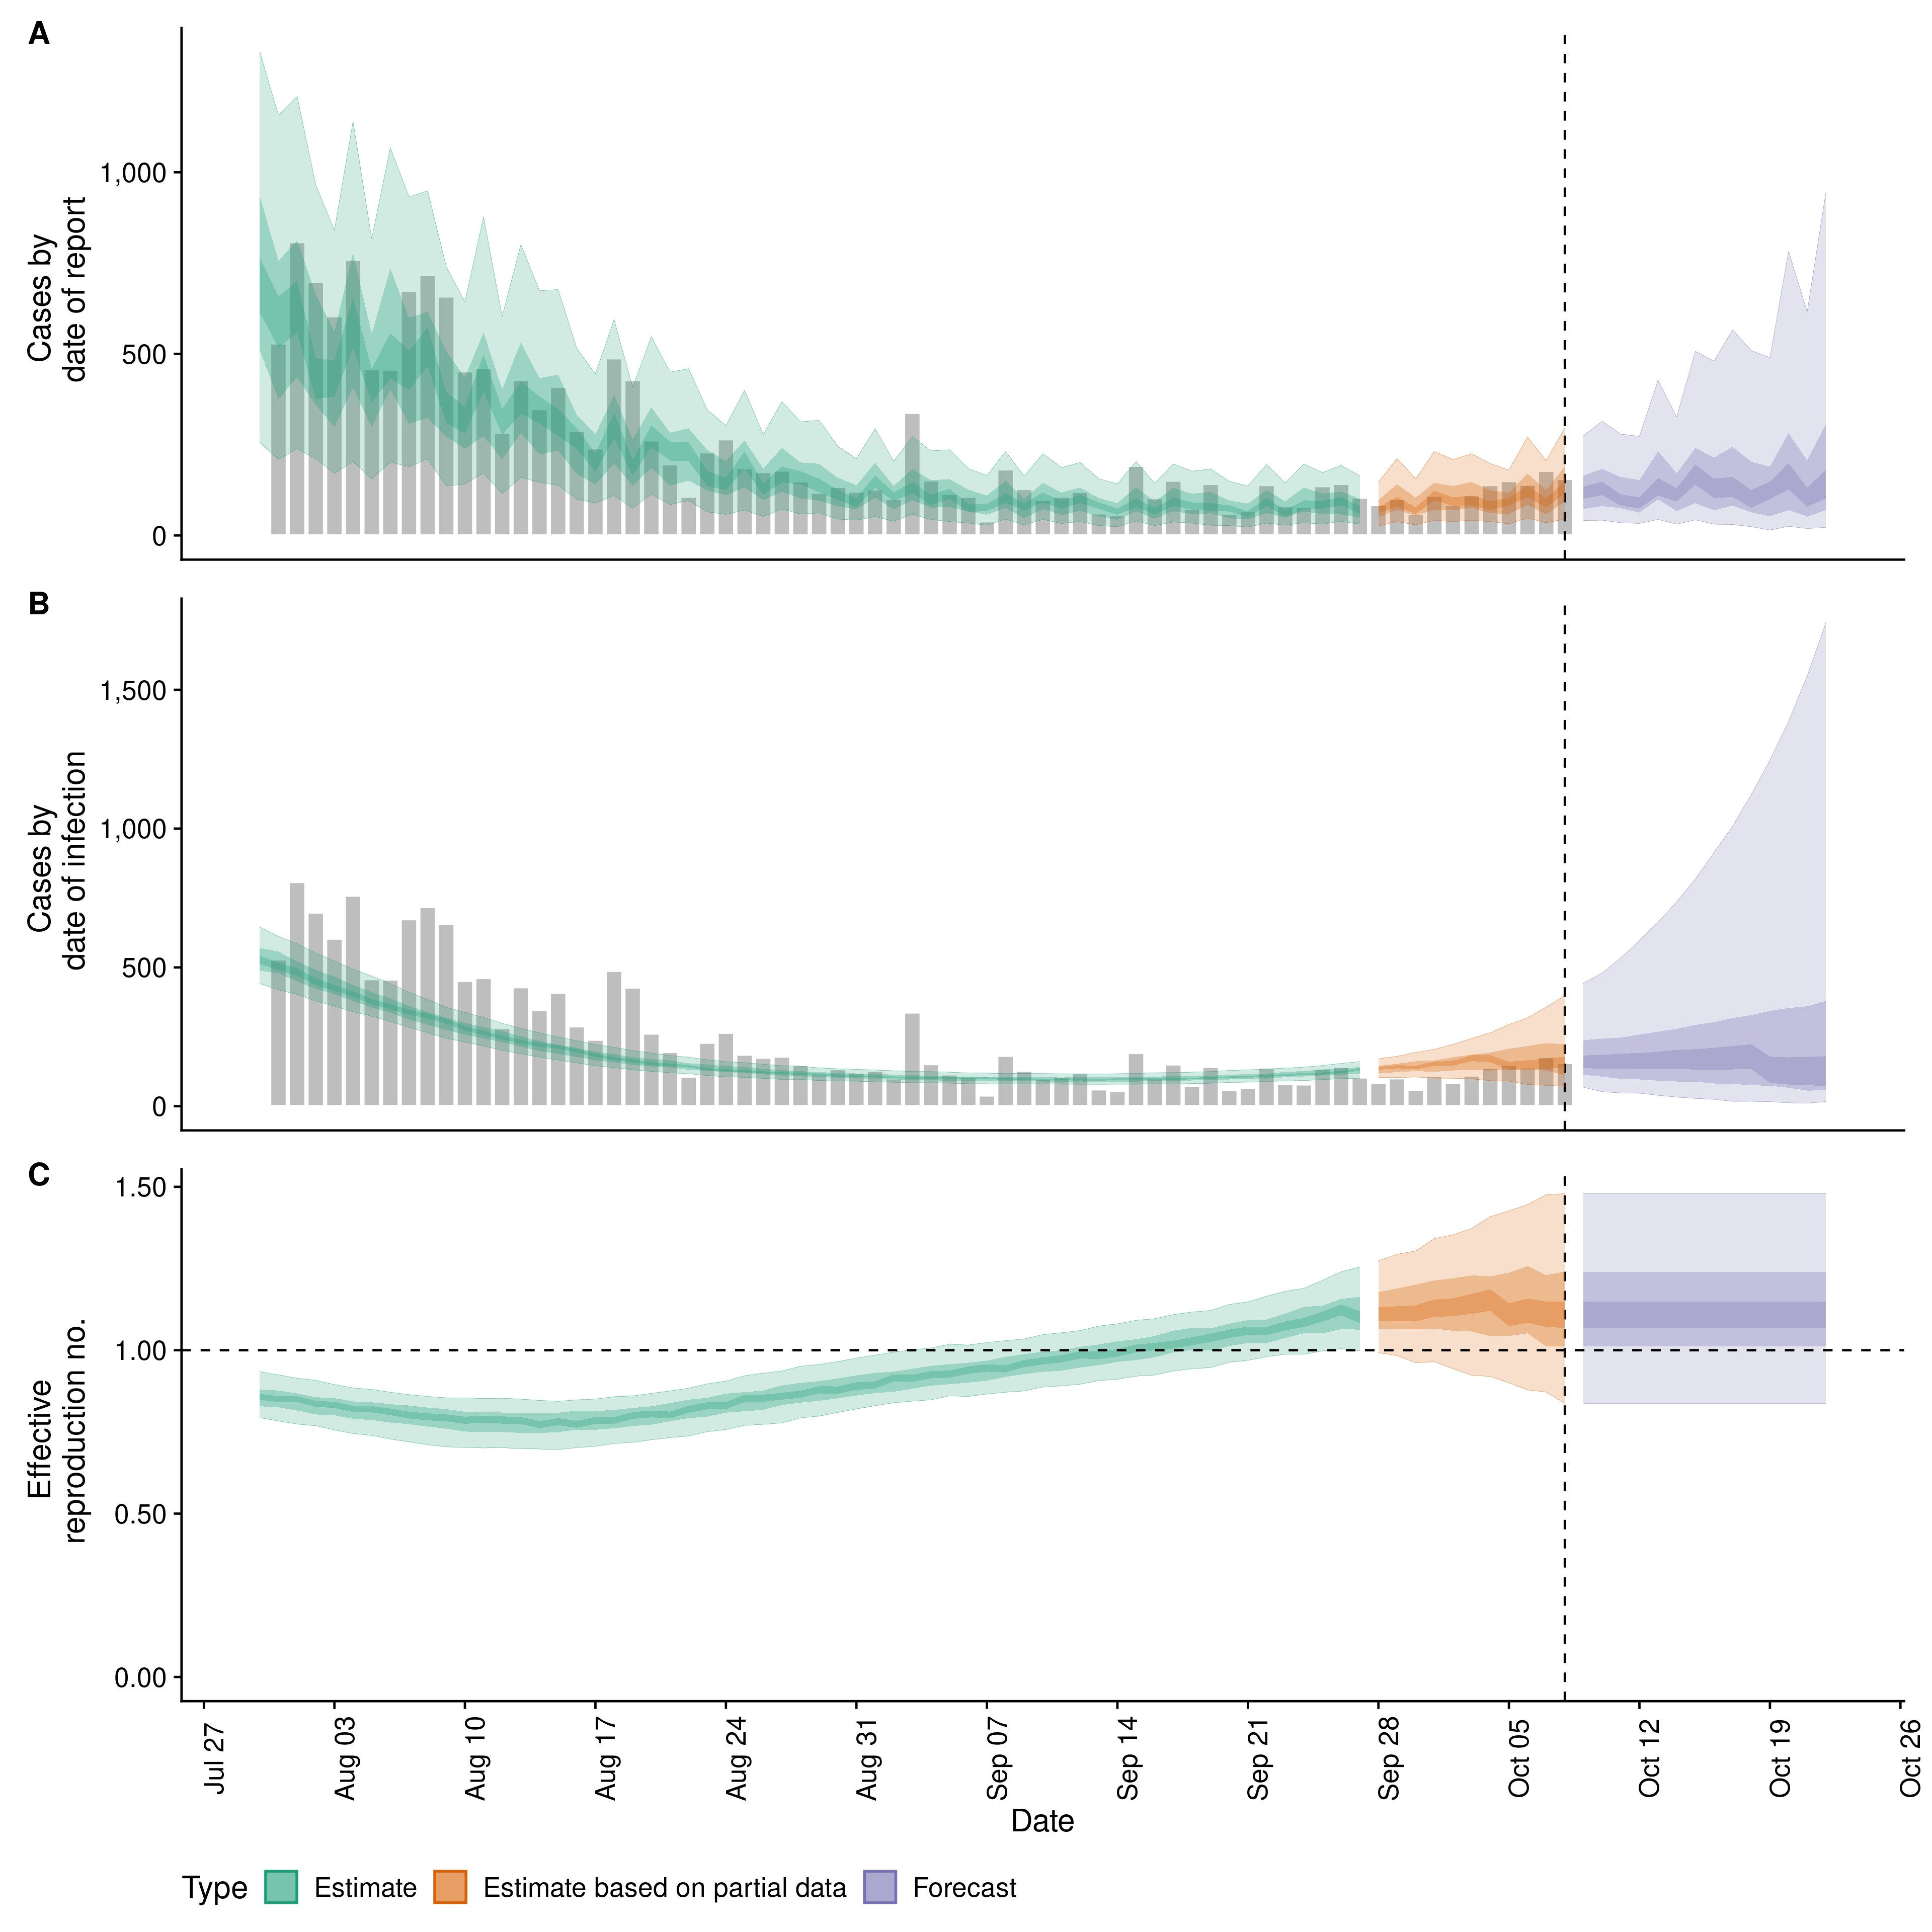 A
Cases by
date of report
1,000
500
0
B
Cases by
date of infection
1,500
1,000
500
0
C
Effective
reproduction no.
1.50
1.00
0.50
0.00
Jul 27
Aug 03
Aug 10
Aug 17
Aug 24
Aug 31
Sep 07
Sep 14
Sep 21
Sep 28
Oct 05
Oct 12
Oct 19
Oct 26
Date
Type Estimate Estimate based on partial data Forecast